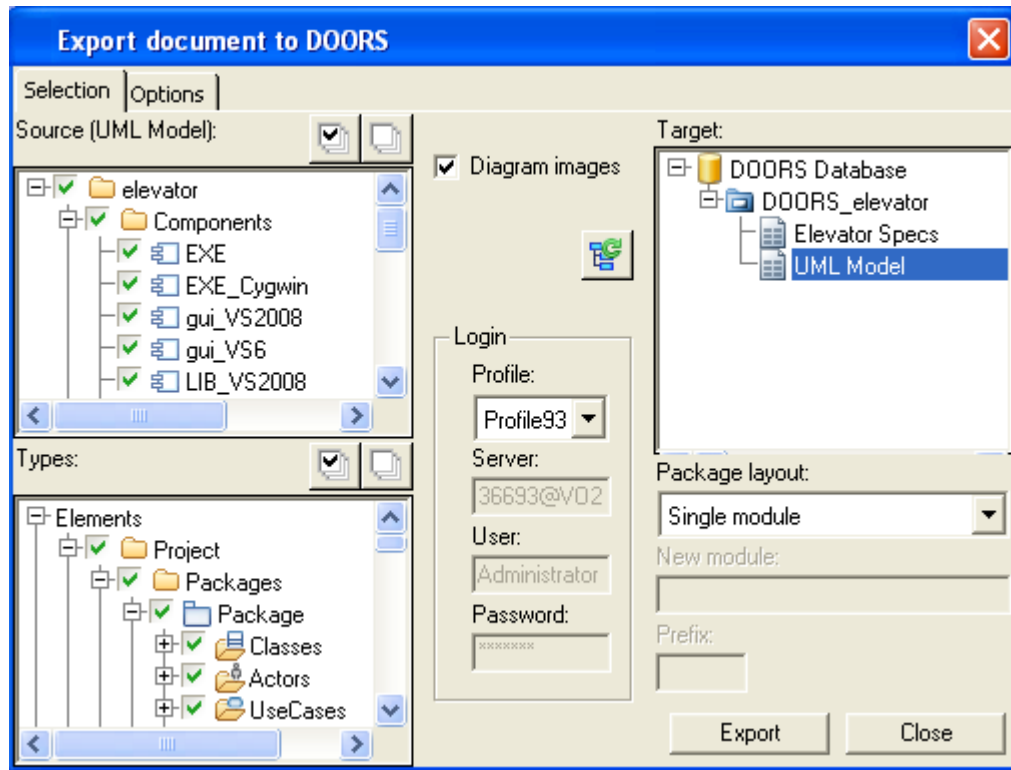 Export document to DOORS
Selection
Options
Source (UML Model):
elevator
Components
EXE
EXE_Cygwin
gui_VS2008
gui_VS6
LIB_VS2008
Types:
Elements
Project
Packages
Package
Classes
Actors
UseCases
Diagram images
Login
Profile:
Profile93
Server:
36693@VO2
User:
Administrator
Password:
×××××××
Target:
DOORS Database
DOORS_elevator
Elevator Specs
UML Model
Package layout:
Single module
New module:
Prefix:
Export
Close